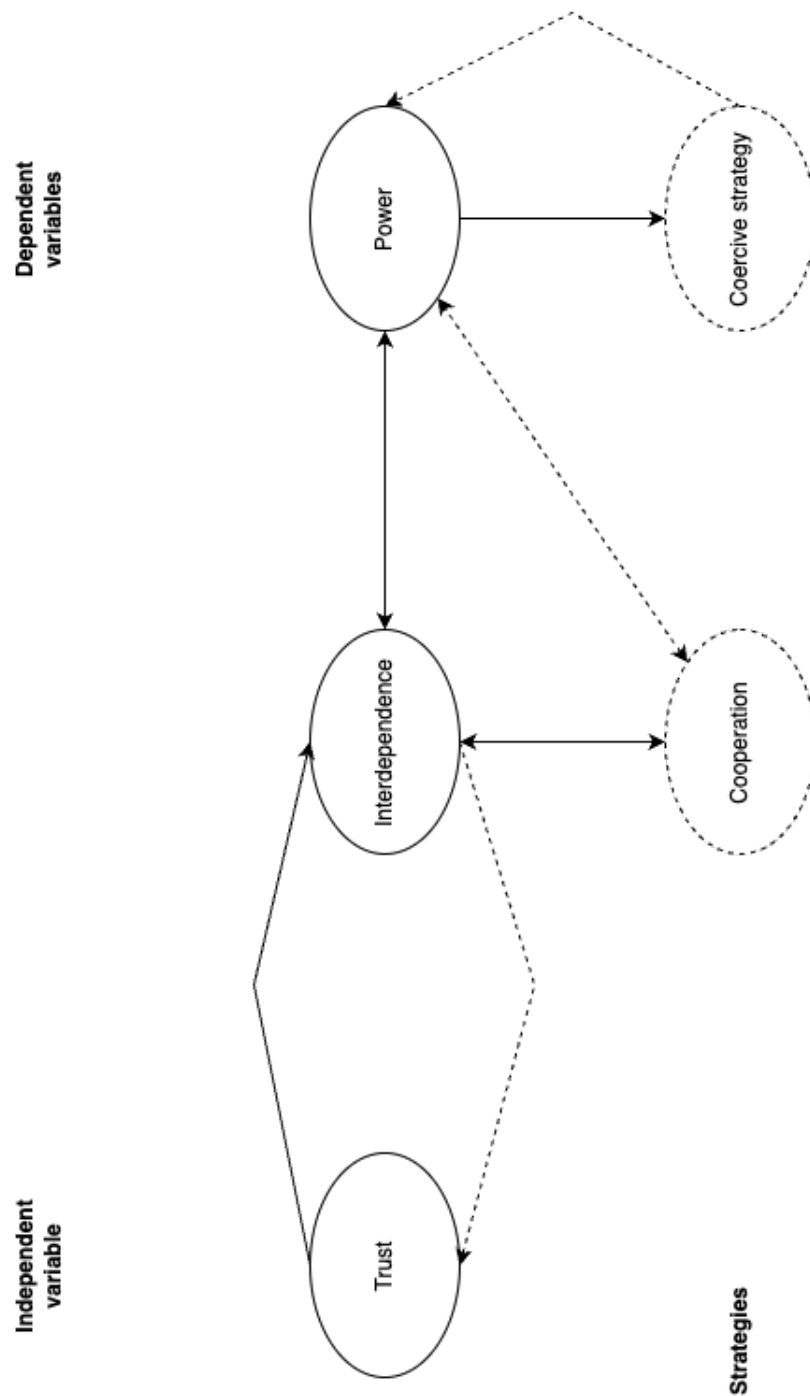 Independent
variable
Dependent
variables
Trust
Interdependence
Power
Strategies
Cooperation
Coercive strategy